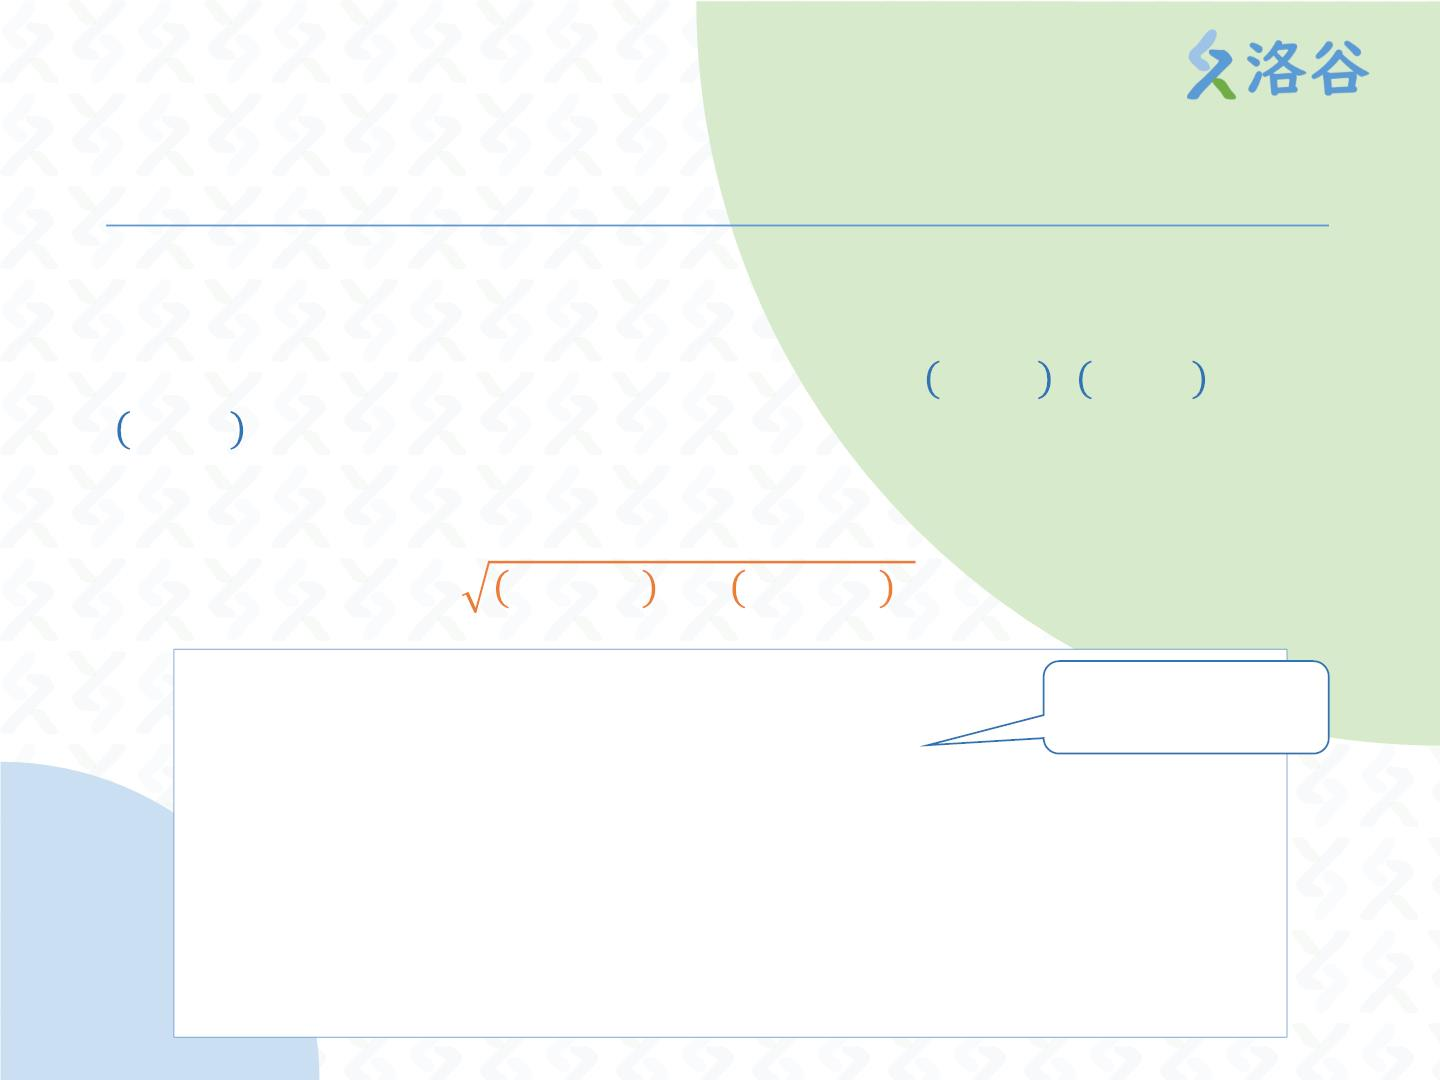 洛谷
( ) ( )
( )
√( ) ( )